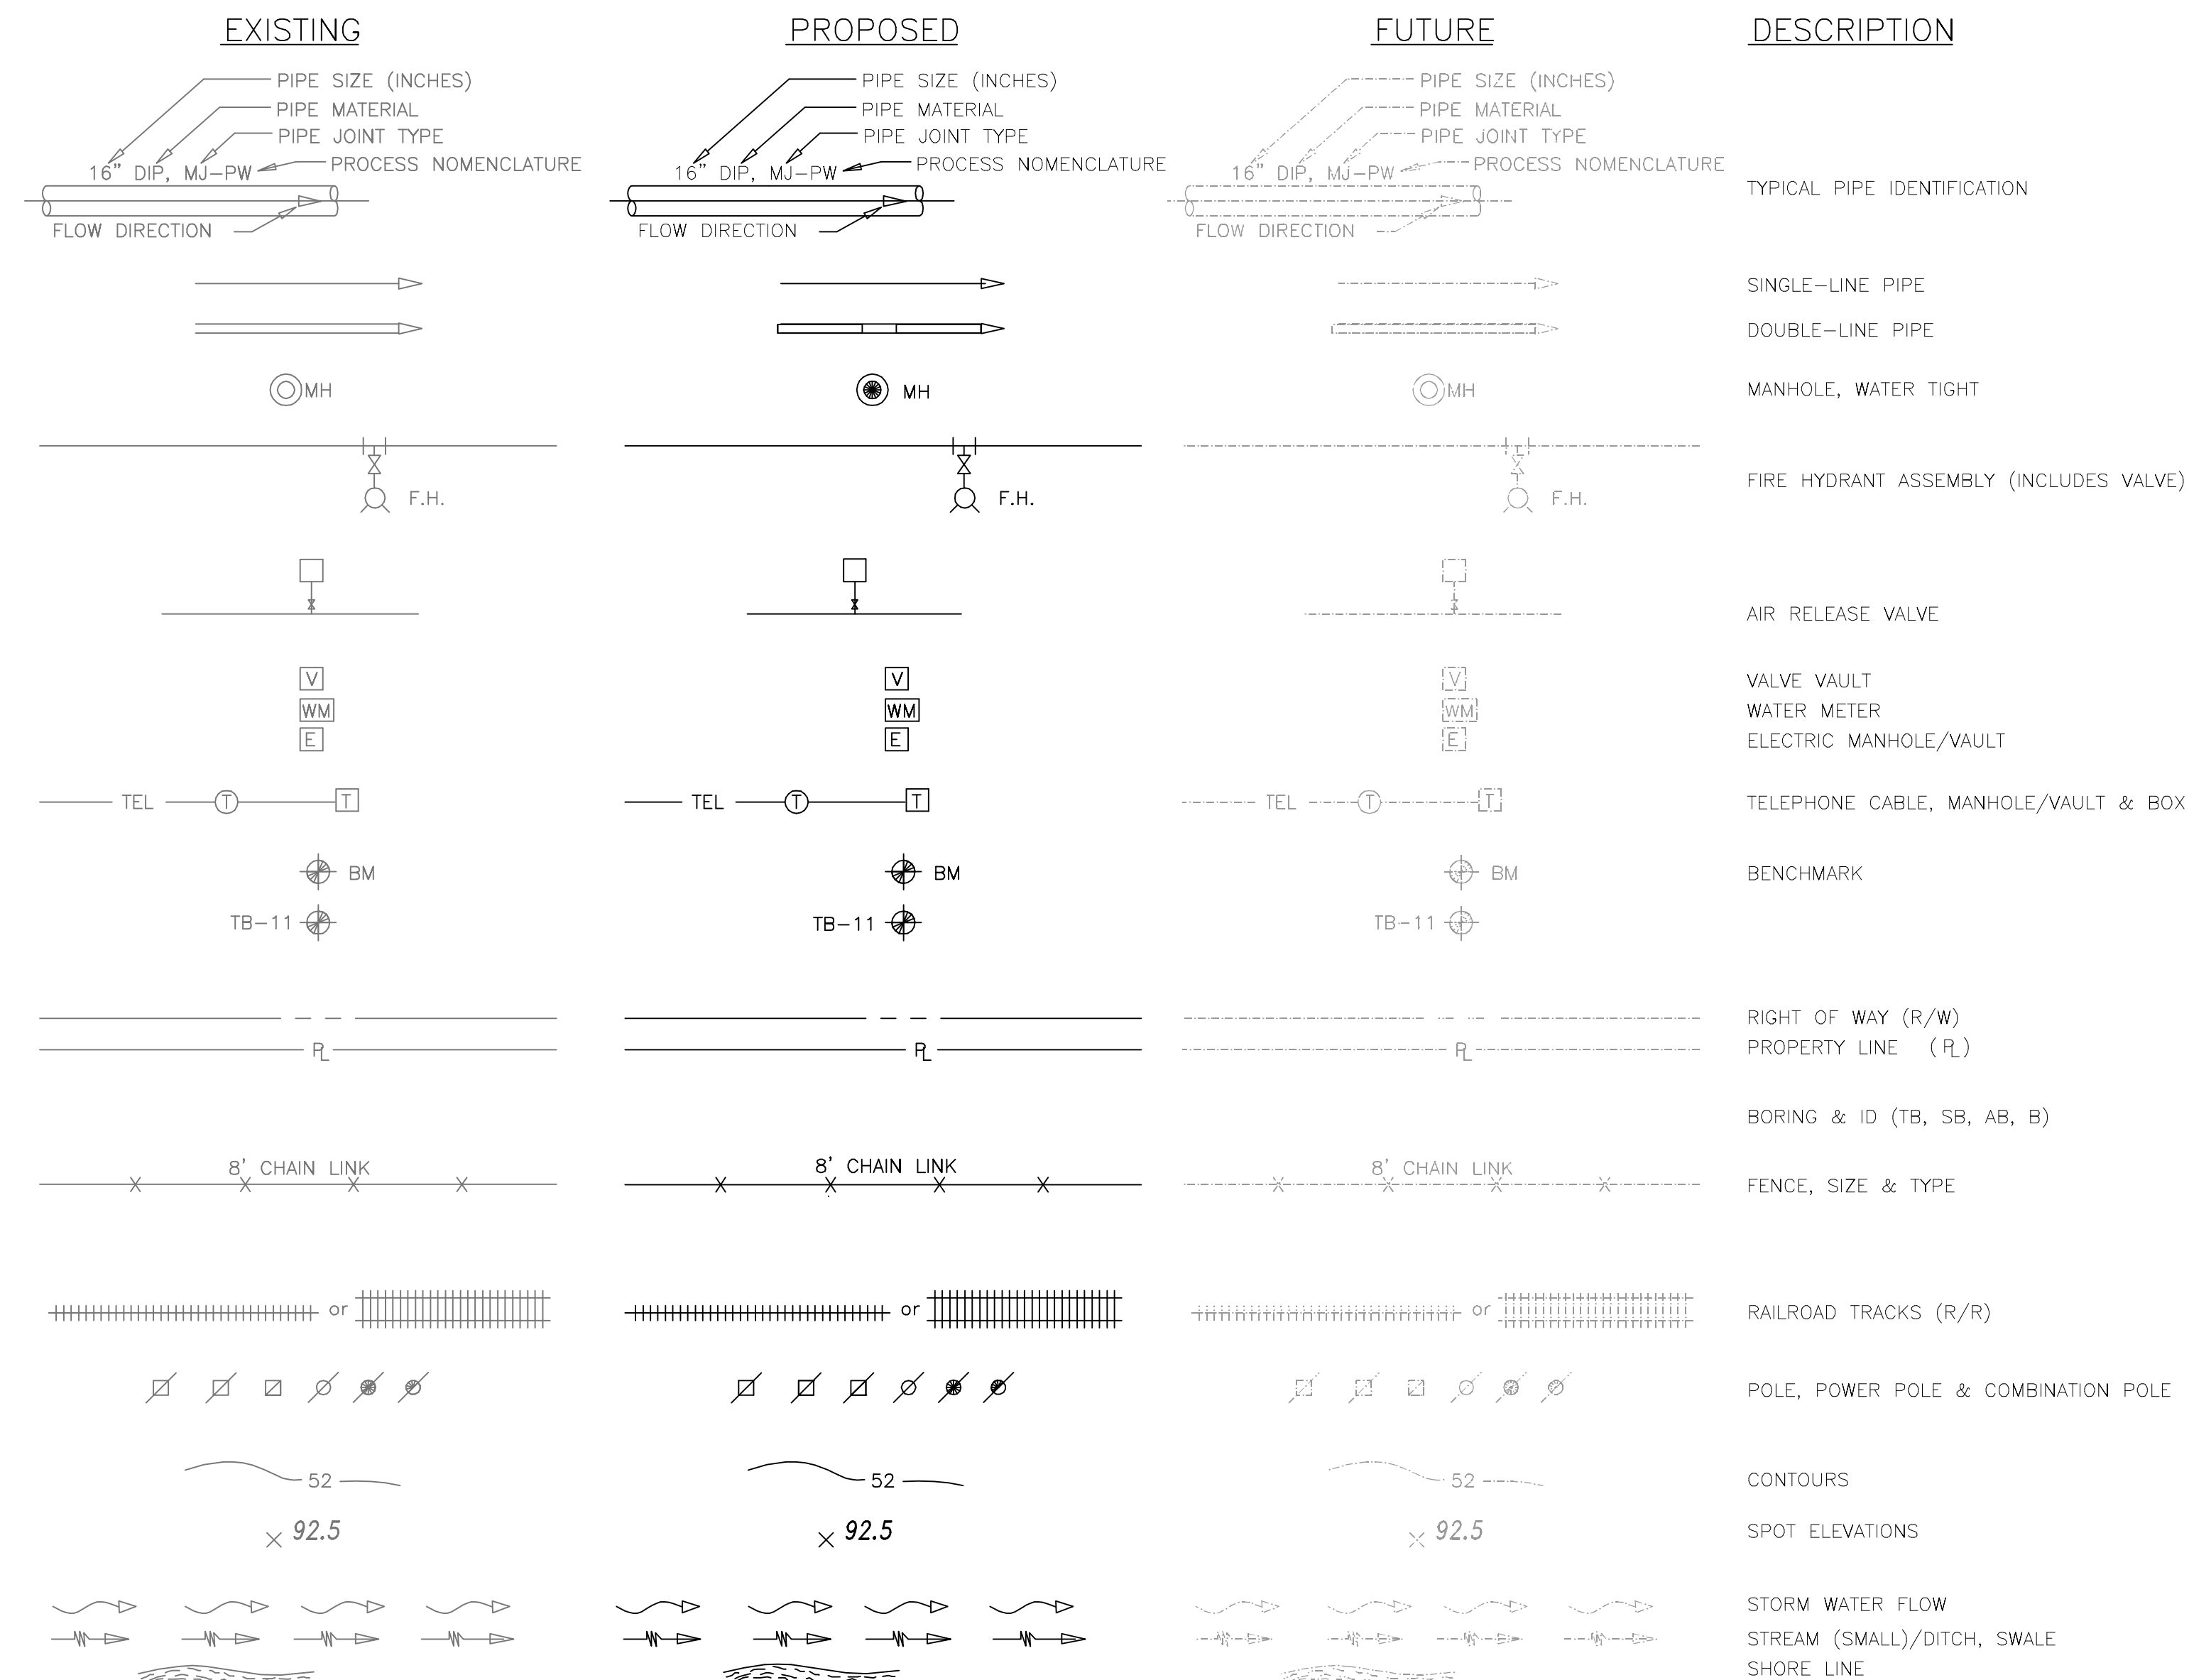 EXISTING PROPOSED FUTURE DESCRIPTION
PIPE SIZE (INCHES) PIPE SIZE (INCHES) PIPE SIZE (INCHES)
PIPE MATERIAL PIPE MATERIAL PIPE MATERIAL
PIPE JOINT TYPE PIPE JOINT TYPE PIPE JOINT TYPE
PROCESS NOMENCLATURE PROCESS NOMENCLATURE PROCESS NOMENCLATURE
16" DIP, MJ-PW 16" DIP, MJ-PW 16" DIP, MJ-PW
TYPICAL PIPE IDENTIFICATION
FLOW DIRECTION FLOW DIRECTION FLOW DIRECTION
SINGLE-LINE PIPE
DOUBLE-LINE PIPE
MH MH MH MANHOLE, WATER TIGHT
F.H. F.H. F.H. FIRE HYDRANT ASSEMBLY (INCLUDES VALVE)
AIR RELEASE VALVE
V V V VALVE VAULT
WM WM WM WATER METER
E E E ELECTRIC MANHOLE/VAULT
TEL T T TEL T T TEL T T TELEPHONE CABLE, MANHOLE/VAULT & BOX
BM BM BM BENCHMARK
TB-11 TB-11 TB-11
RIGHT OF WAY (R/W)
PL PL PL PROPERTY LINE (PL)
BORING & ID (TB, SB, AB, B)
8' CHAIN LINK 8' CHAIN LINK 8' CHAIN LINK
FENCE, SIZE & TYPE
or or or RAILROAD TRACKS (R/R)
POLE, POWER POLE & COMBINATION POLE
52 52 52 CONTOURS
92.5 92.5 92.5 SPOT ELEVATIONS
STORM WATER FLOW
STREAM (SMALL)/DITCH, SWALE
SHORE LINE